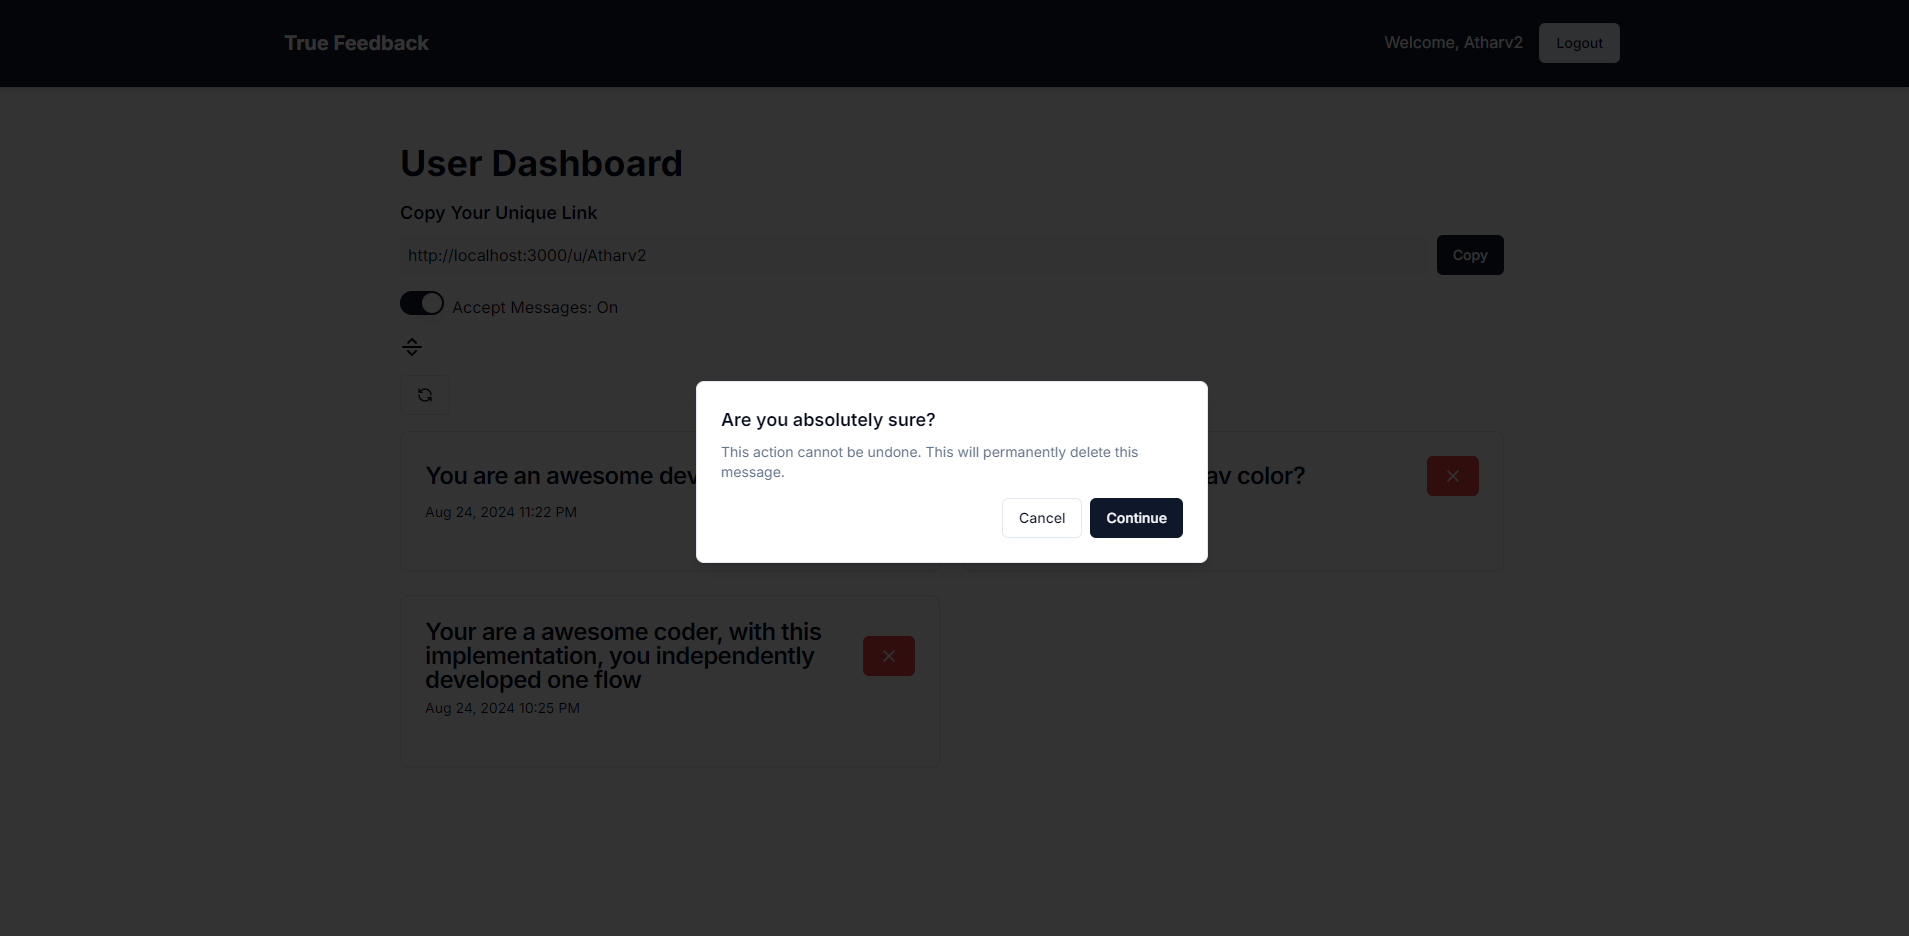 True Feedback
Welcome, Atharv2
Logout
User Dashboard
Copy Your Unique Link
http://localhost:3000/u/Atharv2
Copy
Accept Messages: On
Are you absolutely sure?
This action cannot be undone. This will permanently delete this
message.
Cancel
Continue
You are an awesome dev
Aug 24, 2024 11:22 PM
av color?
Your are a awesome coder, with this
implementation, you independently
developed one flow
Aug 24, 2024 10:25 PM